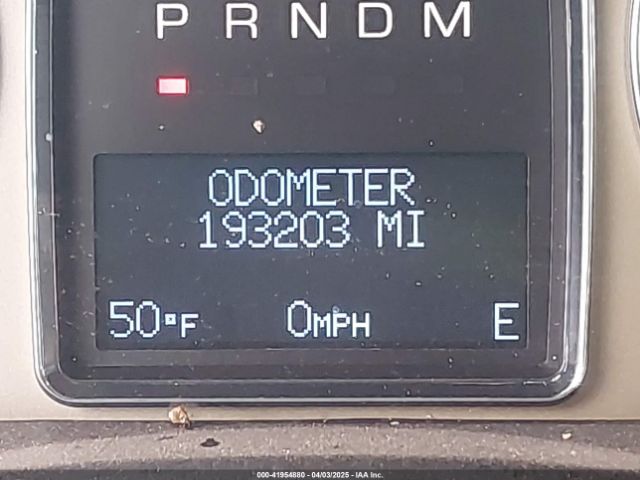 P R N D M
ODOMETER
193203 MI
50°F 0MPH E
000-41954880 - 04/03/2025 - IAA Inc.